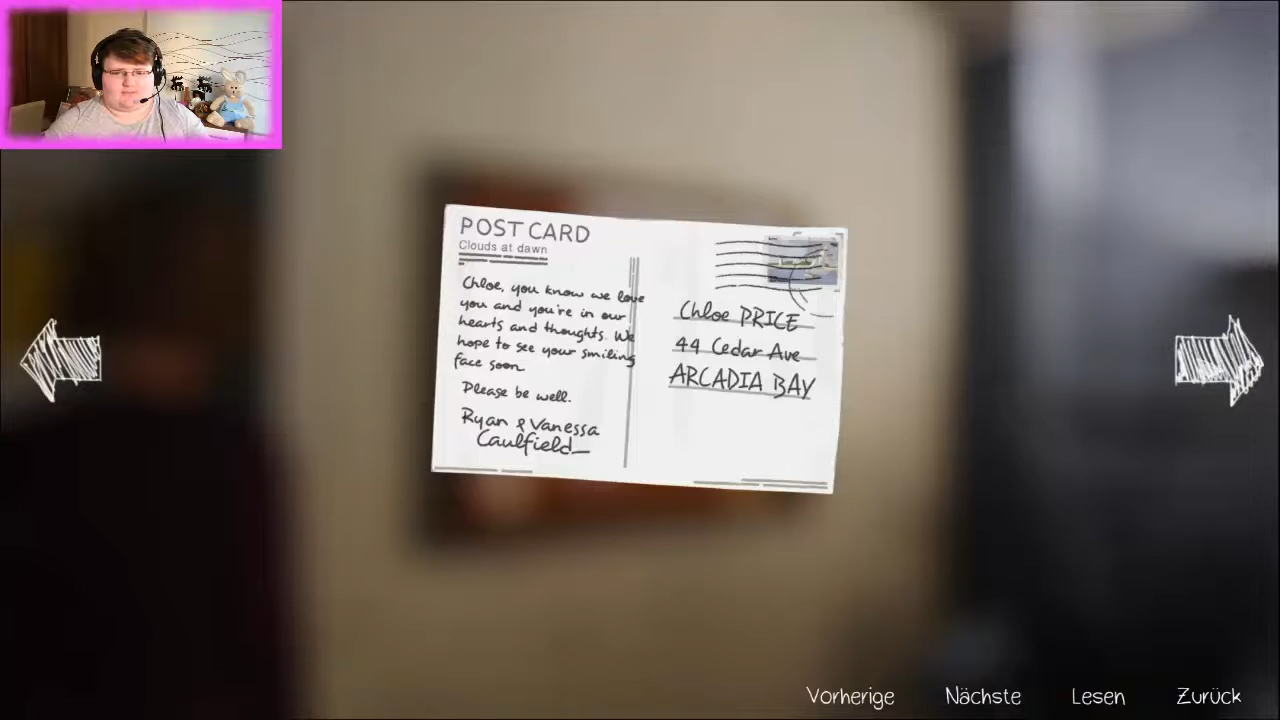 POST CARD
Clouds at dawn
Chloe, you know we love
you and you're in our
hearts and thoughts. We
hope to see your smiling
face soon.
Please be well.
Ryan & Vanessa
Caulfield
Chloe PRICE
44 Cedar Ave
ARCADIA BAY
Vorherige
Nächste
Lesen
Zurück